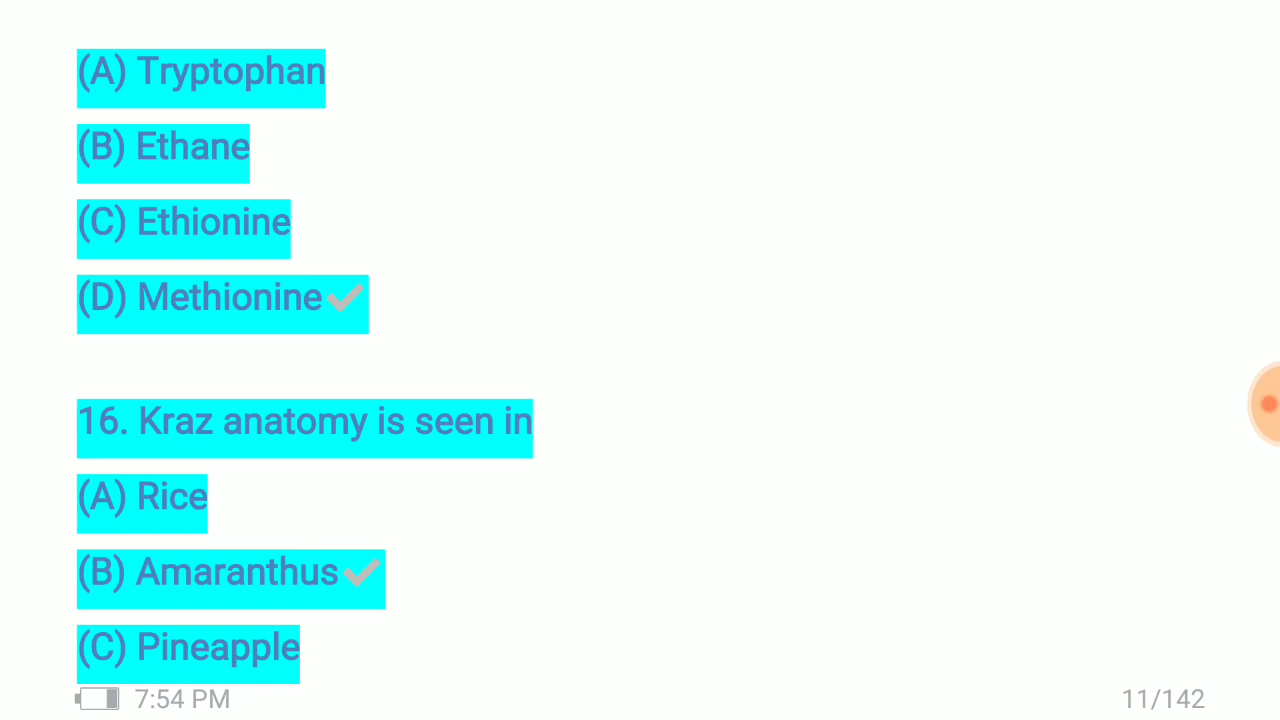 (A) Tryptophan
(B) Ethane
(C) Ethionine
(D) Methionine✔
16. Kraz anatomy is seen in
(A) Rice
(B) Amaranthus✔
(C) Pineapple
7:54 PM
11/142